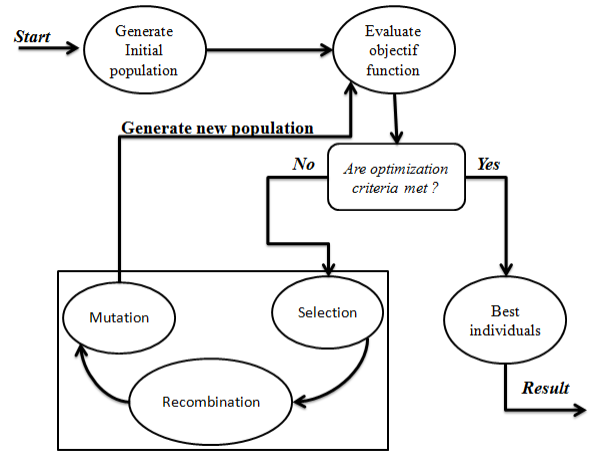 Start
Generate
Initial
population
Evaluate
objectif
function
Generate new population
No
Are optimization
criteria met ?
Yes
Mutation
Selection
Recombination
Best
individuals
Result